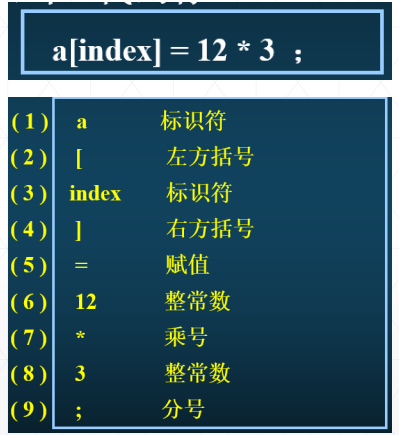 a[index] = 12 * 3 ；
(1) a 标识符
(2) [ 左方括号
(3) index 标识符
(4) ] 右方括号
(5) = 赋值
(6) 12 整常数
(7) * 乘号
(8) 3 整常数
(9) ; 分号